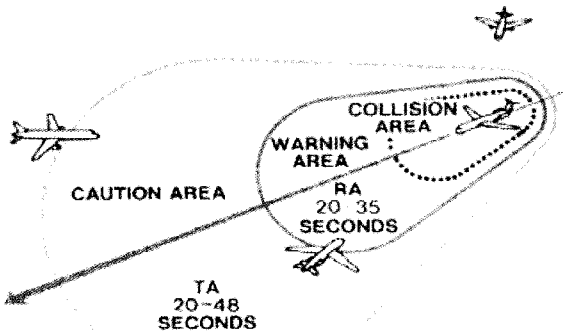 COLLISION
AREA
WARNING
AREA
CAUTION AREA
RA
20 35
SECONDS
TA
20-48
SECONDS